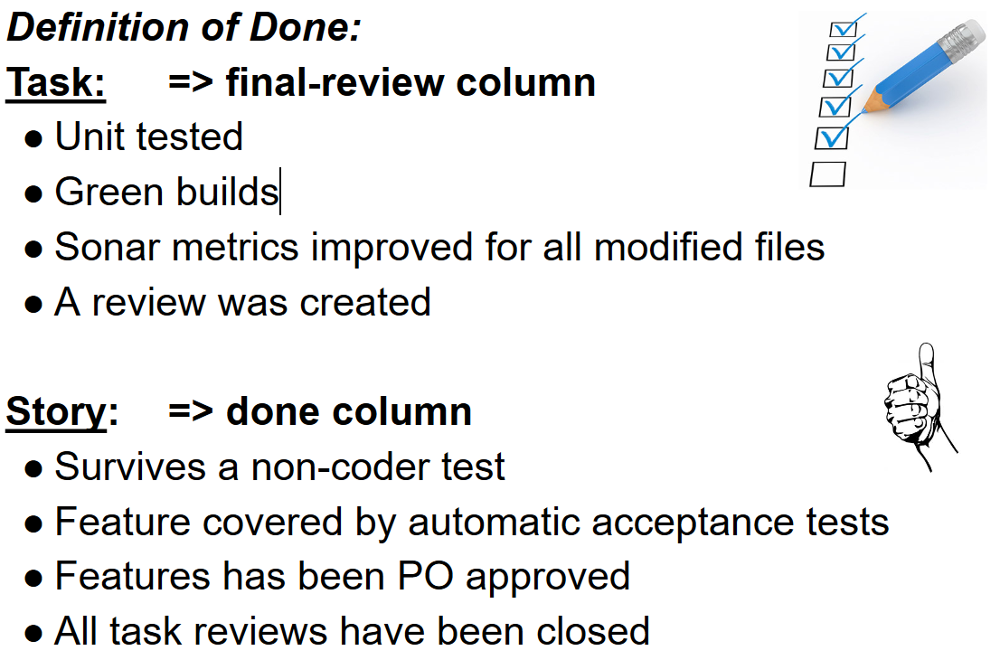 Definition of Done:
Task: => final-review column
● Unit tested
● Green builds
● Sonar metrics improved for all modified files
● A review was created
Story: => done column
● Survives a non-coder test
● Feature covered by automatic acceptance tests
● Features has been PO approved
● All task reviews have been closed